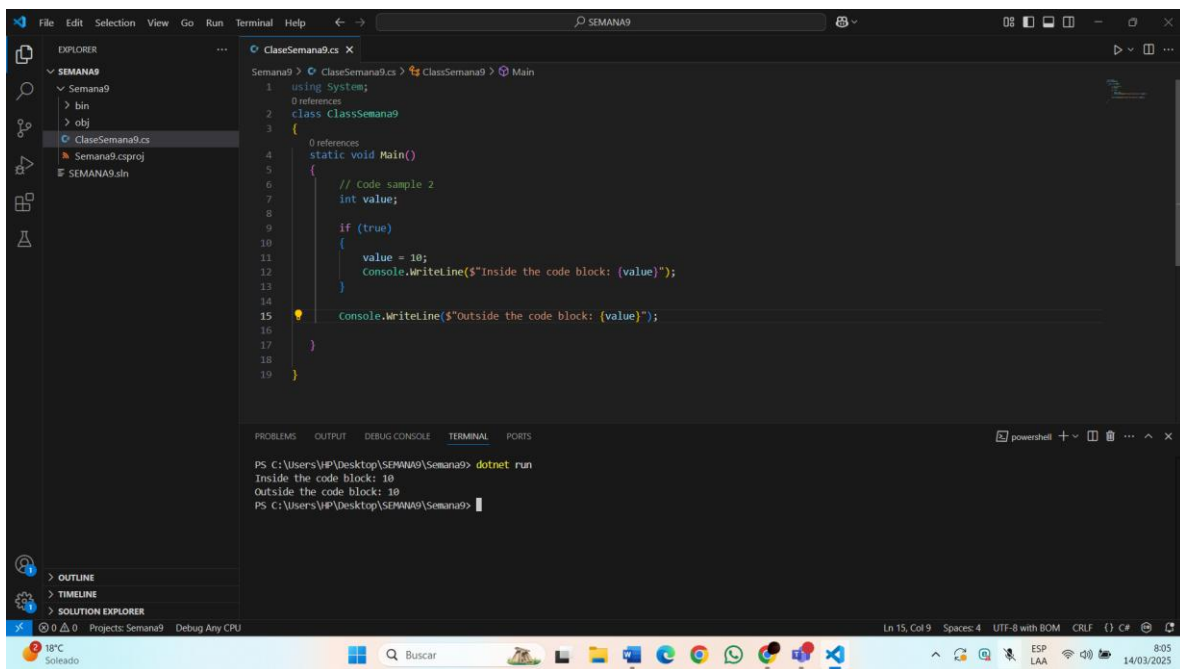 File Edit Selection View Go Run Terminal Help
SEMANA9
EXPLORER
SEMANA9
Semana9
bin
obj
ClaseSemana9.cs
Semana9.csproj
SEMANA9.sln
OUTLINE
TIMELINE
SOLUTION EXPLORER
ClaseSemana9.cs
Semana9 > ClaseSemana9.cs > ClassSemana9 > Main
1 using System;
0 references
2 class ClassSemana9
3 {
0 references
4 static void Main()
5 {
6 // Code sample 2
7 int value;
8
9 if (true)
10 {
11 value = 10;
12 Console.WriteLine($"Inside the code block: {value}");
13 }
14
15 Console.WriteLine($"Outside the code block: {value}");
16
17 }
18
19 }
PROBLEMS OUTPUT DEBUG CONSOLE TERMINAL PORTS
powershell
PS C:\Users\HP\Desktop\SEMANA9\Semana9> dotnet run
Inside the code block: 10
Outside the code block: 10
PS C:\Users\HP\Desktop\SEMANA9\Semana9>
0 0 Projects: Semana9 Debug Any CPU
Ln 15, Col 9 Spaces: 4 UTF-8 with BOM CRLF {} C#
2
18°C
Soleado
Buscar
ESP
LAA
8:05
14/03/2025